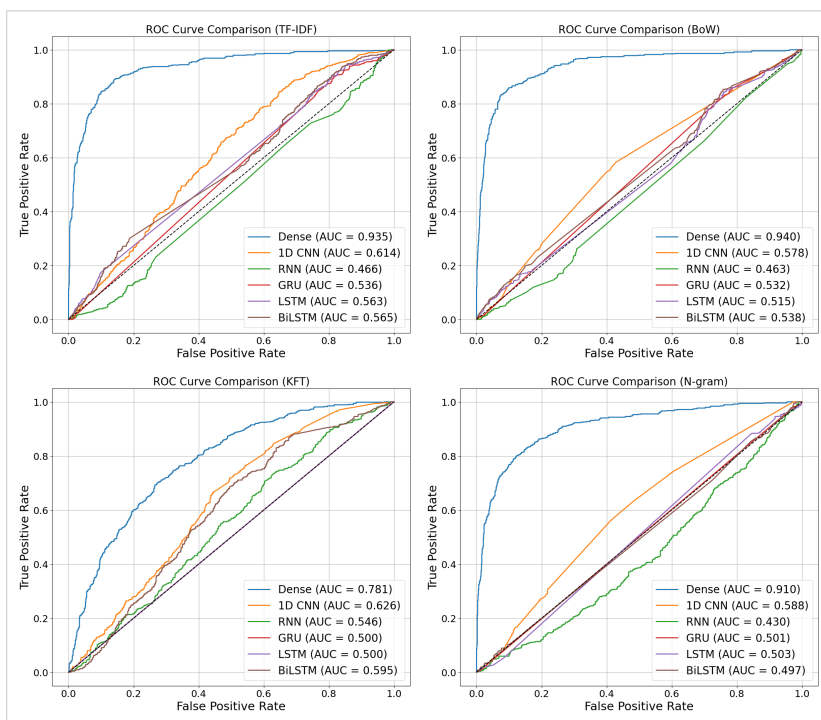 ROC Curve Comparison (TF-IDF)
True Positive Rate
1.0
0.8
0.6
0.4
0.2
0.0
Dense (AUC = 0.935)
1D CNN (AUC = 0.614)
RNN (AUC = 0.466)
GRU (AUC = 0.536)
LSTM (AUC = 0.563)
BiLSTM (AUC = 0.565)
0.0 0.2 0.4 0.6 0.8 1.0
False Positive Rate
ROC Curve Comparison (BoW)
True Positive Rate
1.0
0.8
0.6
0.4
0.2
0.0
Dense (AUC = 0.940)
1D CNN (AUC = 0.578)
RNN (AUC = 0.463)
GRU (AUC = 0.532)
LSTM (AUC = 0.515)
BiLSTM (AUC = 0.538)
0.0 0.2 0.4 0.6 0.8 1.0
False Positive Rate
ROC Curve Comparison (KFT)
True Positive Rate
1.0
0.8
0.6
0.4
0.2
0.0
Dense (AUC = 0.781)
1D CNN (AUC = 0.626)
RNN (AUC = 0.546)
GRU (AUC = 0.500)
LSTM (AUC = 0.500)
BiLSTM (AUC = 0.595)
0.0 0.2 0.4 0.6 0.8 1.0
False Positive Rate
ROC Curve Comparison (N-gram)
True Positive Rate
1.0
0.8
0.6
0.4
0.2
0.0
Dense (AUC = 0.910)
1D CNN (AUC = 0.588)
RNN (AUC = 0.430)
GRU (AUC = 0.501)
LSTM (AUC = 0.503)
BiLSTM (AUC = 0.497)
0.0 0.2 0.4 0.6 0.8 1.0
False Positive Rate